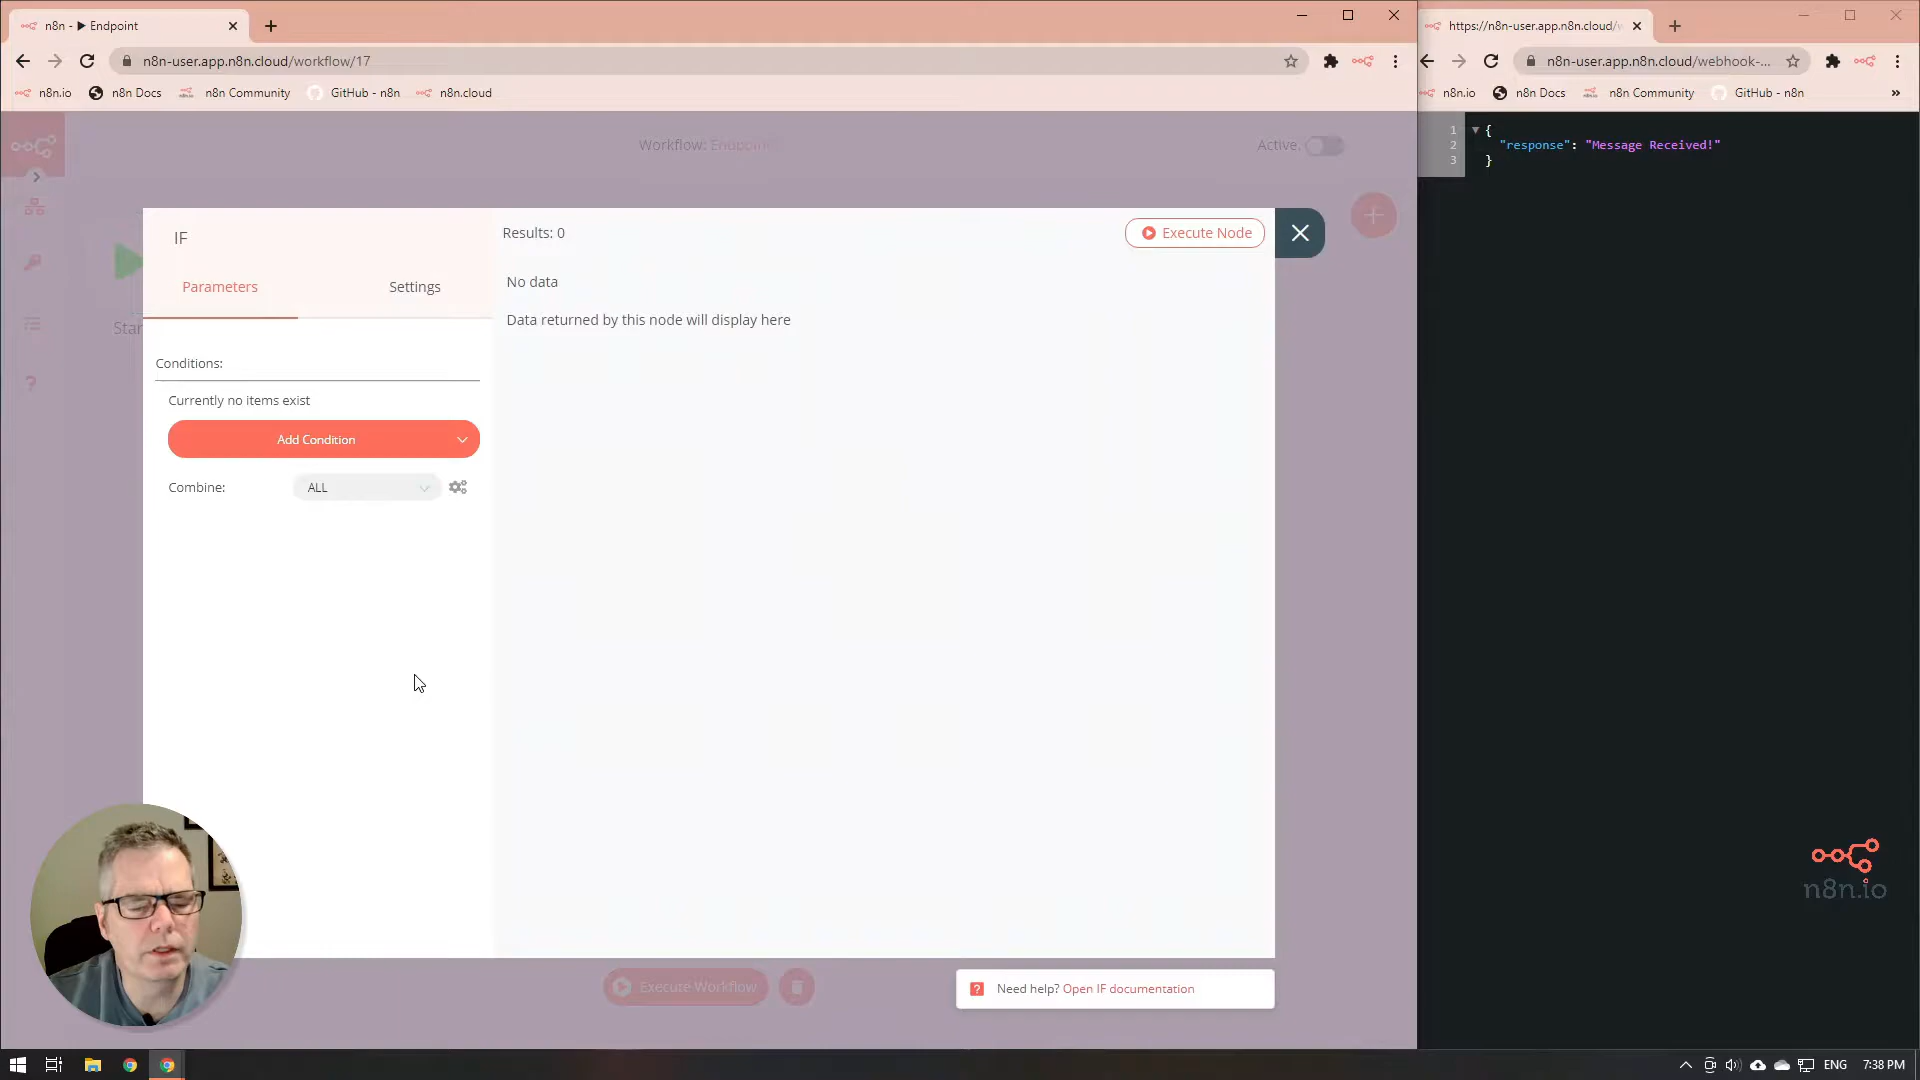 n8n - ▶ Endpoint
n8n-user.app.n8n.cloud/workflow/17
n8n.io
n8n Docs
n8n Community
GitHub - n8n
n8n.cloud
https://n8n-user.app.n8n.cloud/w
n8n-user.app.n8n.cloud/webhook-...
n8n.io
n8n Docs
n8n Community
GitHub - n8n
»
Workflow: Endpoint
Active:
1 {
2 "response": "Message Received!"
3 }
IF
Results: 0
Execute Node
Parameters
Settings
No data
Data returned by this node will display here
Star
Conditions:
Currently no items exist
Add Condition
Combine:
ALL
Execute Workflow
Need help? Open IF documentation
n8n.io
ENG
7:38 PM